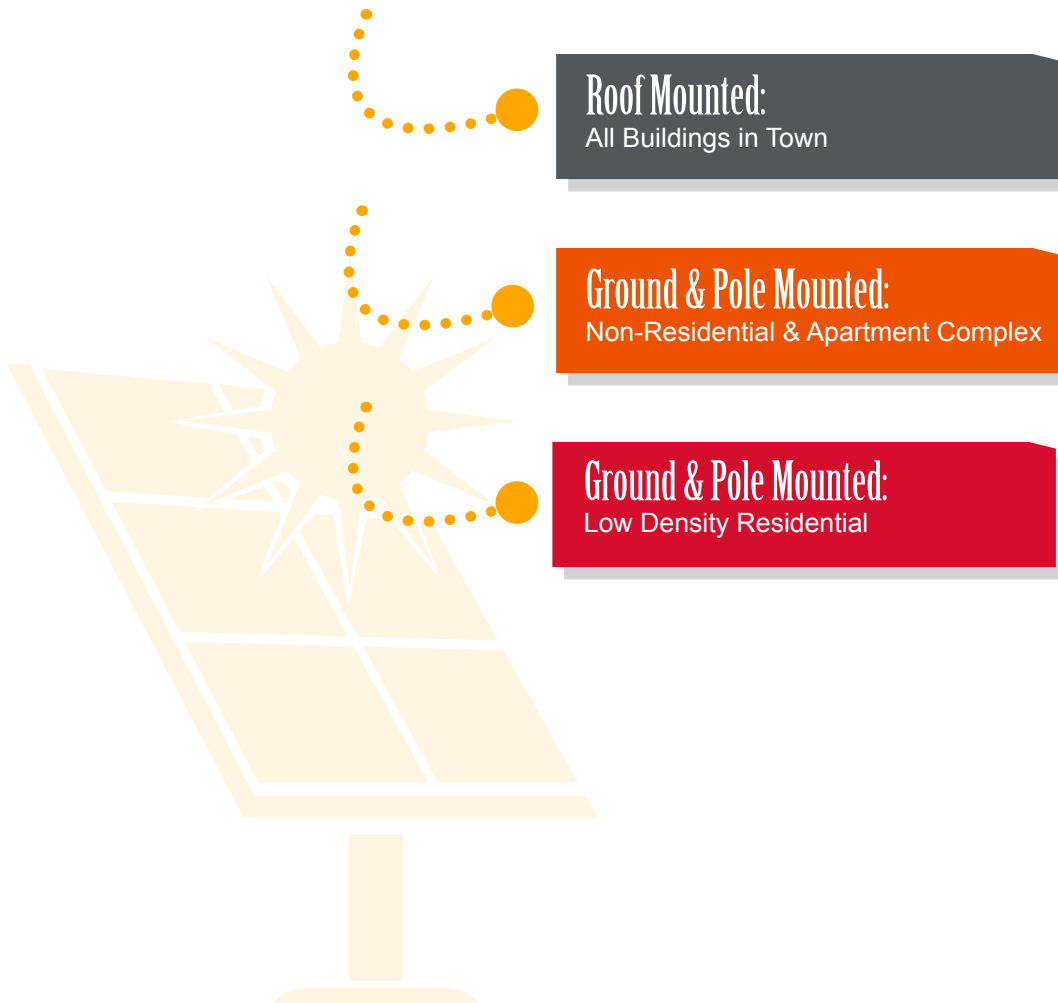 Roof Mounted:
All Buildings in Town
Ground & Pole Mounted:
Non-Residential & Apartment Complex
Ground & Pole Mounted:
Low Density Residential